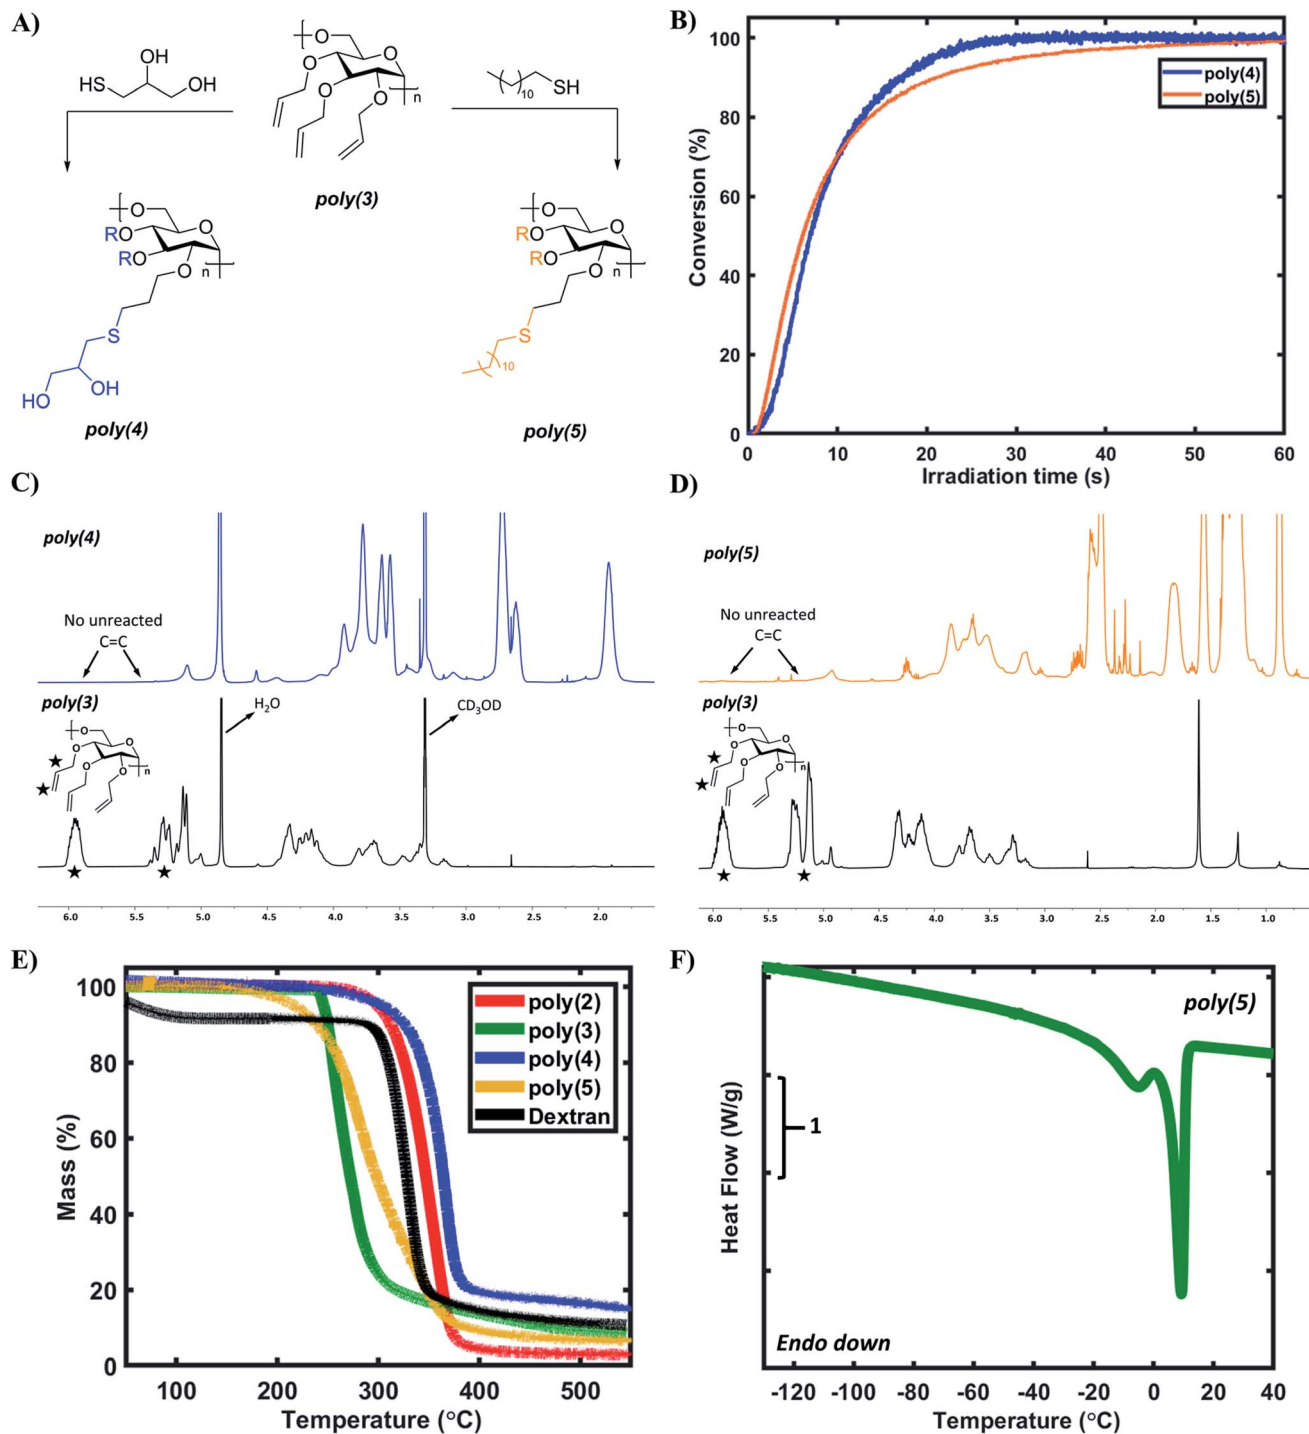 A)
HS
OH
OH
O
O
O
O
O
n
10
SH
poly(3)
O
O
RO
RO
O
n
S
HO
OH
poly(4)
O
O
RO
RO
O
n
S
10
poly(5)
B)
Conversion (%)
100
80
60
40
20
0
poly(4)
poly(5)
0 10 20 30 40 50 60
Irradiation time (s)
C)
poly(4)
No unreacted
C=C
poly(3)
H2O
CD3OD
O
O
O
O
O
n
6.0 5.5 5.0 4.5 4.0 3.5 3.0 2.5 2.0
D)
poly(5)
No unreacted
C=C
poly(3)
O
O
O
O
O
n
6.0 5.5 5.0 4.5 4.0 3.5 3.0 2.5 2.0 1.5 1.0
E)
Mass (%)
100
80
60
40
20
0
poly(2)
poly(3)
poly(4)
poly(5)
Dextran
100 200 300 400 500
Temperature (°C)
F)
poly(5)
Heat Flow (W/g)
1
Endo down
-120 -100 -80 -60 -40 -20 0 20 40
Temperature (°C)